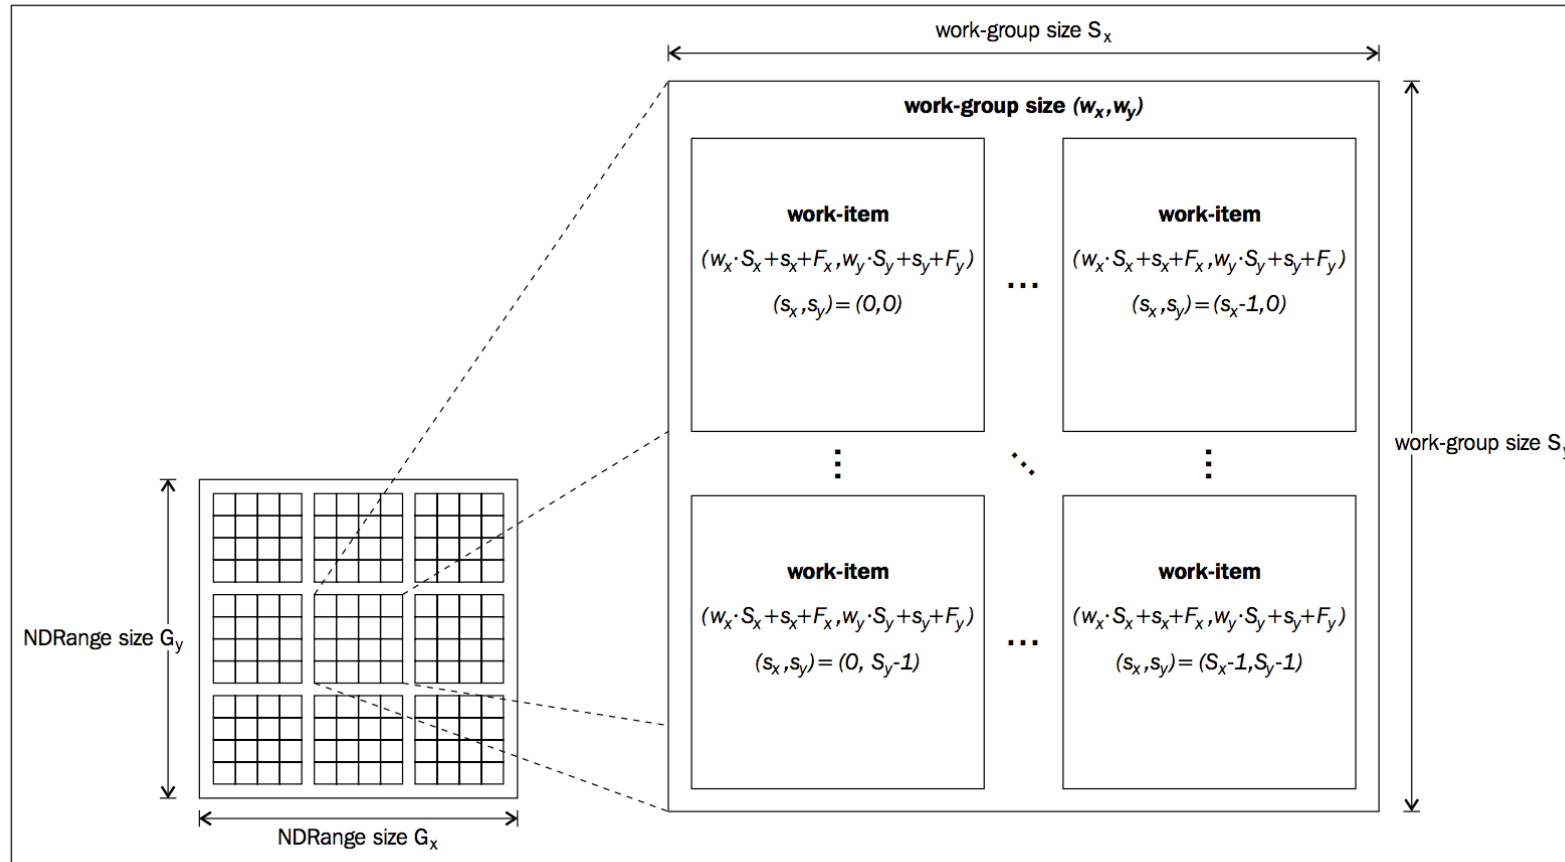 work-group size Sx
work-group size (wx,wy)
work-item
(wx·Sx+sx+Fx,wy·Sy+sy+Fy)
(sx,sy)=(0,0)
...
work-item
(wx·Sx+sx+Fx,wy·Sy+sy+Fy)
(sx,sy)=(sx-1,0)
work-group size Sy
work-item
(wx·Sx+sx+Fx,wy·Sy+sy+Fy)
(sx,sy)=(0, Sy-1)
...
work-item
(wx·Sx+sx+Fx,wy·Sy+sy+Fy)
(sx,sy)=(Sx-1,Sy-1)
NDRange size Gy
NDRange size Gx